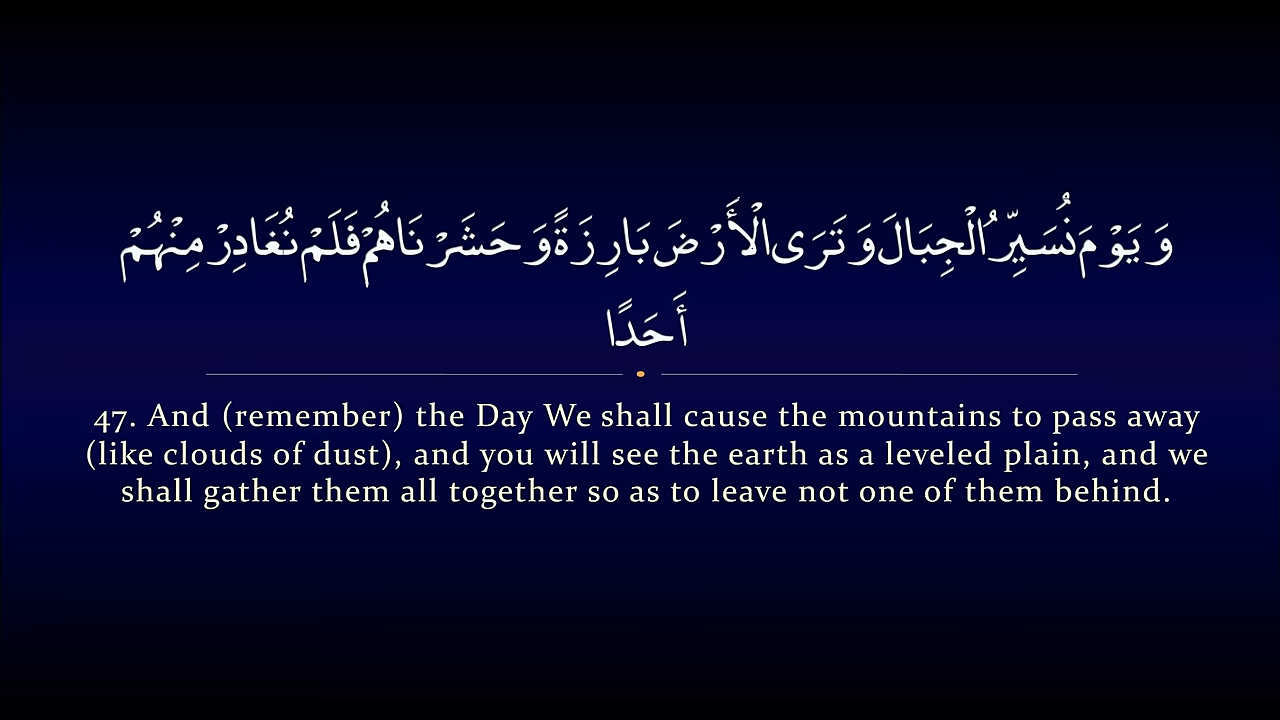 وَيَوْمَ نُسَيِّرُ الْجِبَالَ وَتَرَى الْأَرْضَ بَارِزَةً وَحَشَرْنَاهُمْ فَلَمْ نُغَادِرْ مِنْهُمْ
أَحَدًا
47. And (remember) the Day We shall cause the mountains to pass away
(like clouds of dust), and you will see the earth as a leveled plain, and we
shall gather them all together so as to leave not one of them behind.